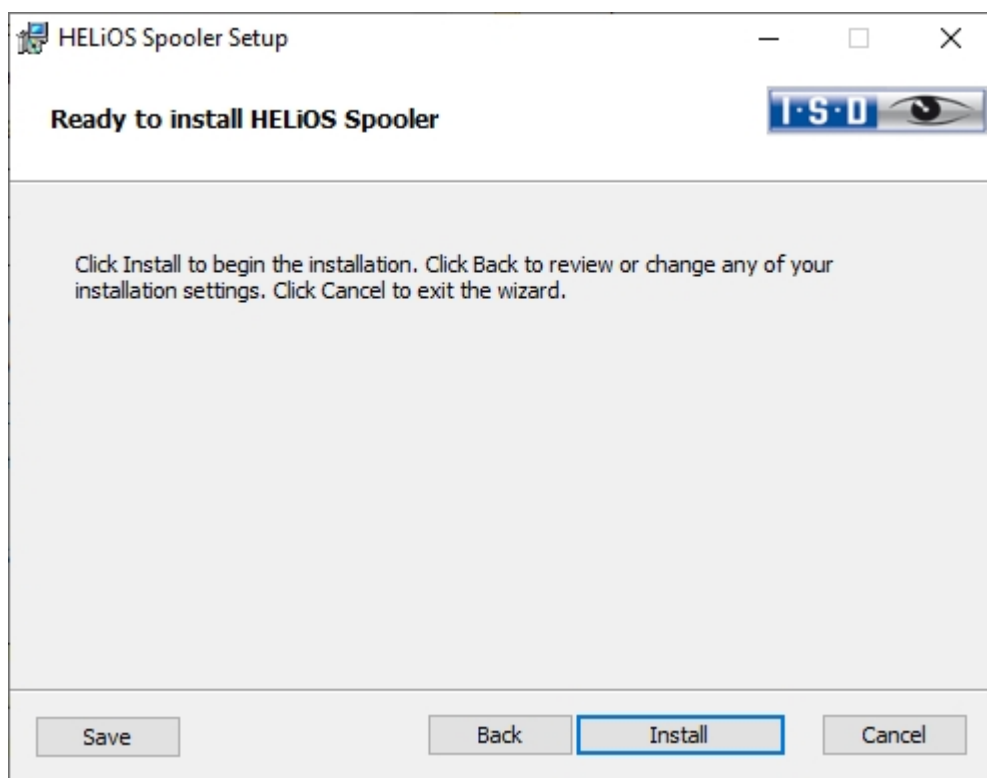 HELiOS Spooler Setup
Ready to install HELiOS Spooler
I·S·D
Click Install to begin the installation. Click Back to review or change any of your
installation settings. Click Cancel to exit the wizard.
Save
Back
Install
Cancel